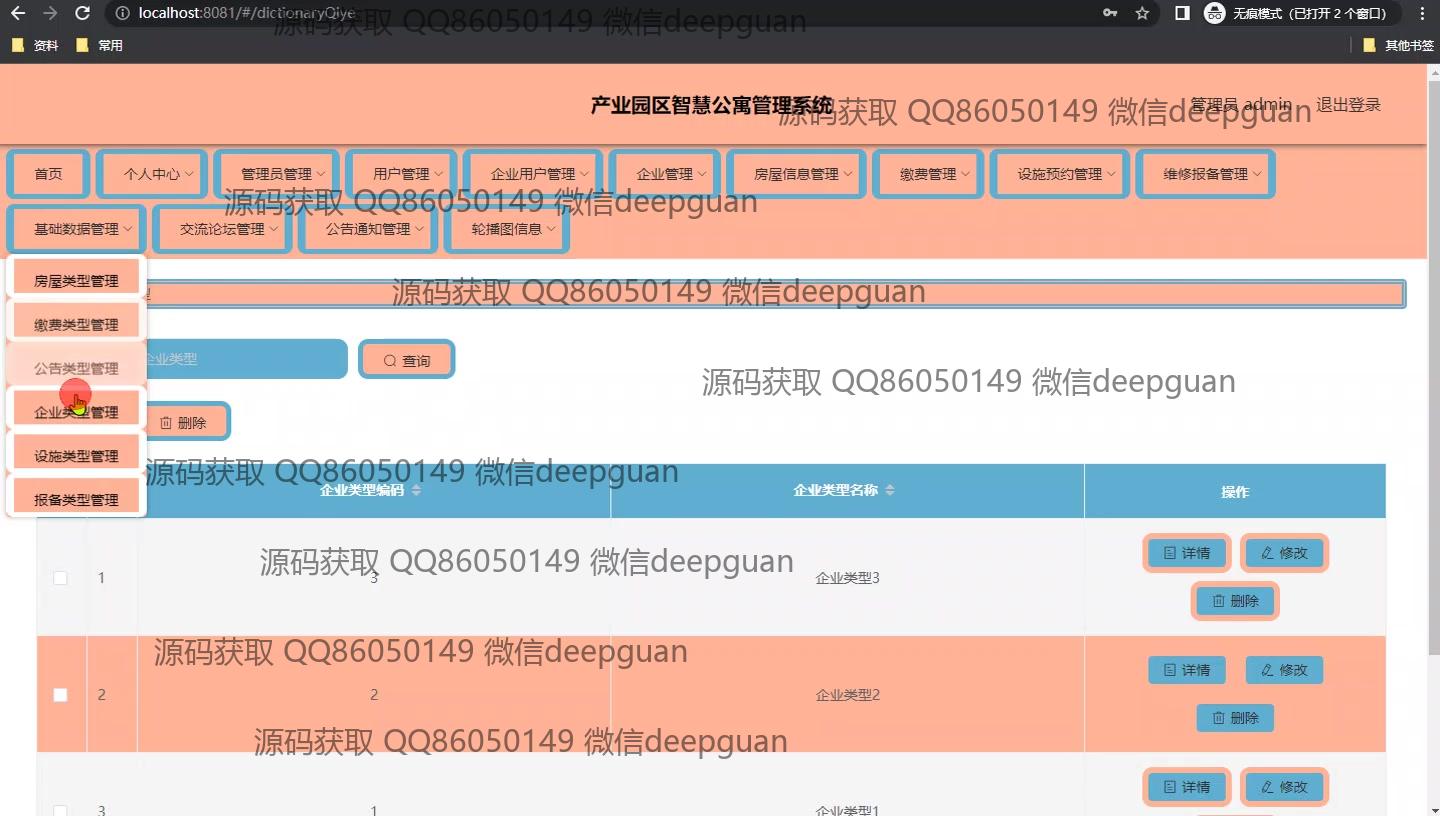 localhost:8081/#/dictionaryQiye
无痕模式（已打开 2 个窗口）
资料
常用
其他书签
源码获取 QQ86050149 微信deepguan
产业园区智慧公寓管理系统
管理员 admin
退出登录
源码获取 QQ86050149 微信deepguan
首页
个人中心
管理员管理
用户管理
企业用户管理
企业管理
房屋信息管理
缴费管理
设施预约管理
维修报备管理
源码获取 QQ86050149 微信deepguan
基础数据管理
交流论坛管理
公告通知管理
轮播图信息
房屋类型管理
缴费类型管理
公告类型管理
企业类型管理
设施类型管理
报备类型管理
源码获取 QQ86050149 微信deepguan
企业类型
查询
源码获取 QQ86050149 微信deepguan
删除
源码获取 QQ86050149 微信deepguan
企业类型编码
企业类型名称
操作
源码获取 QQ86050149 微信deepguan
1
3
企业类型3
详情
修改
删除
源码获取 QQ86050149 微信deepguan
2
2
企业类型2
详情
修改
删除
源码获取 QQ86050149 微信deepguan
3
1
企业类型1
详情
修改